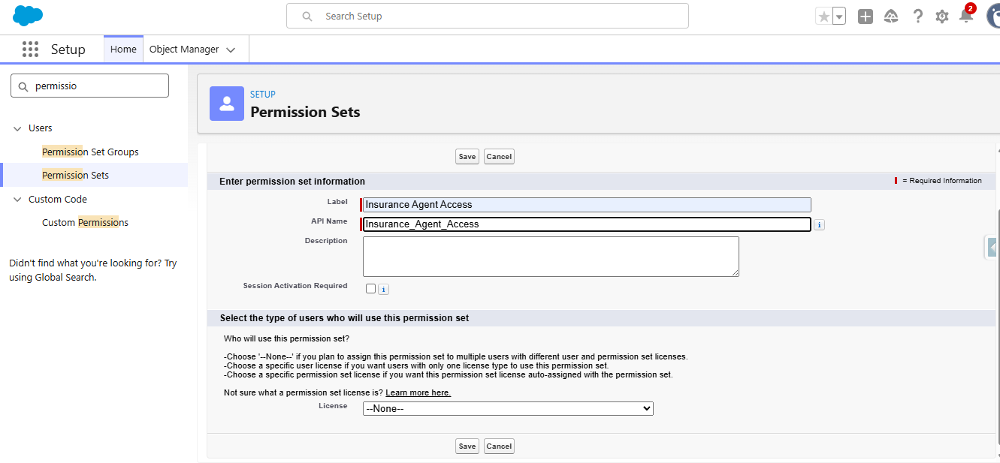 Search Setup
2
Setup
Home
Object Manager
permissio
Users
Permission Set Groups
Permission Sets
Custom Code
Custom Permissions
Didn't find what you're looking for? Try
using Global Search.
SETUP
Permission Sets
Save
Cancel
Enter permission set information
= Required Information
Label
Insurance Agent Access
API Name
Insurance_Agent_Access
i
Description
Session Activation Required
i
Select the type of users who will use this permission set
Who will use this permission set?
-Choose '--None--' if you plan to assign this permission set to multiple users with different user and permission set licenses.
-Choose a specific user license if you want users with only one license type to use this permission set.
-Choose a specific permission set license if you want this permission set license auto-assigned with the permission set.
Not sure what a permission set license is? Learn more here.
License
--None--
Save
Cancel